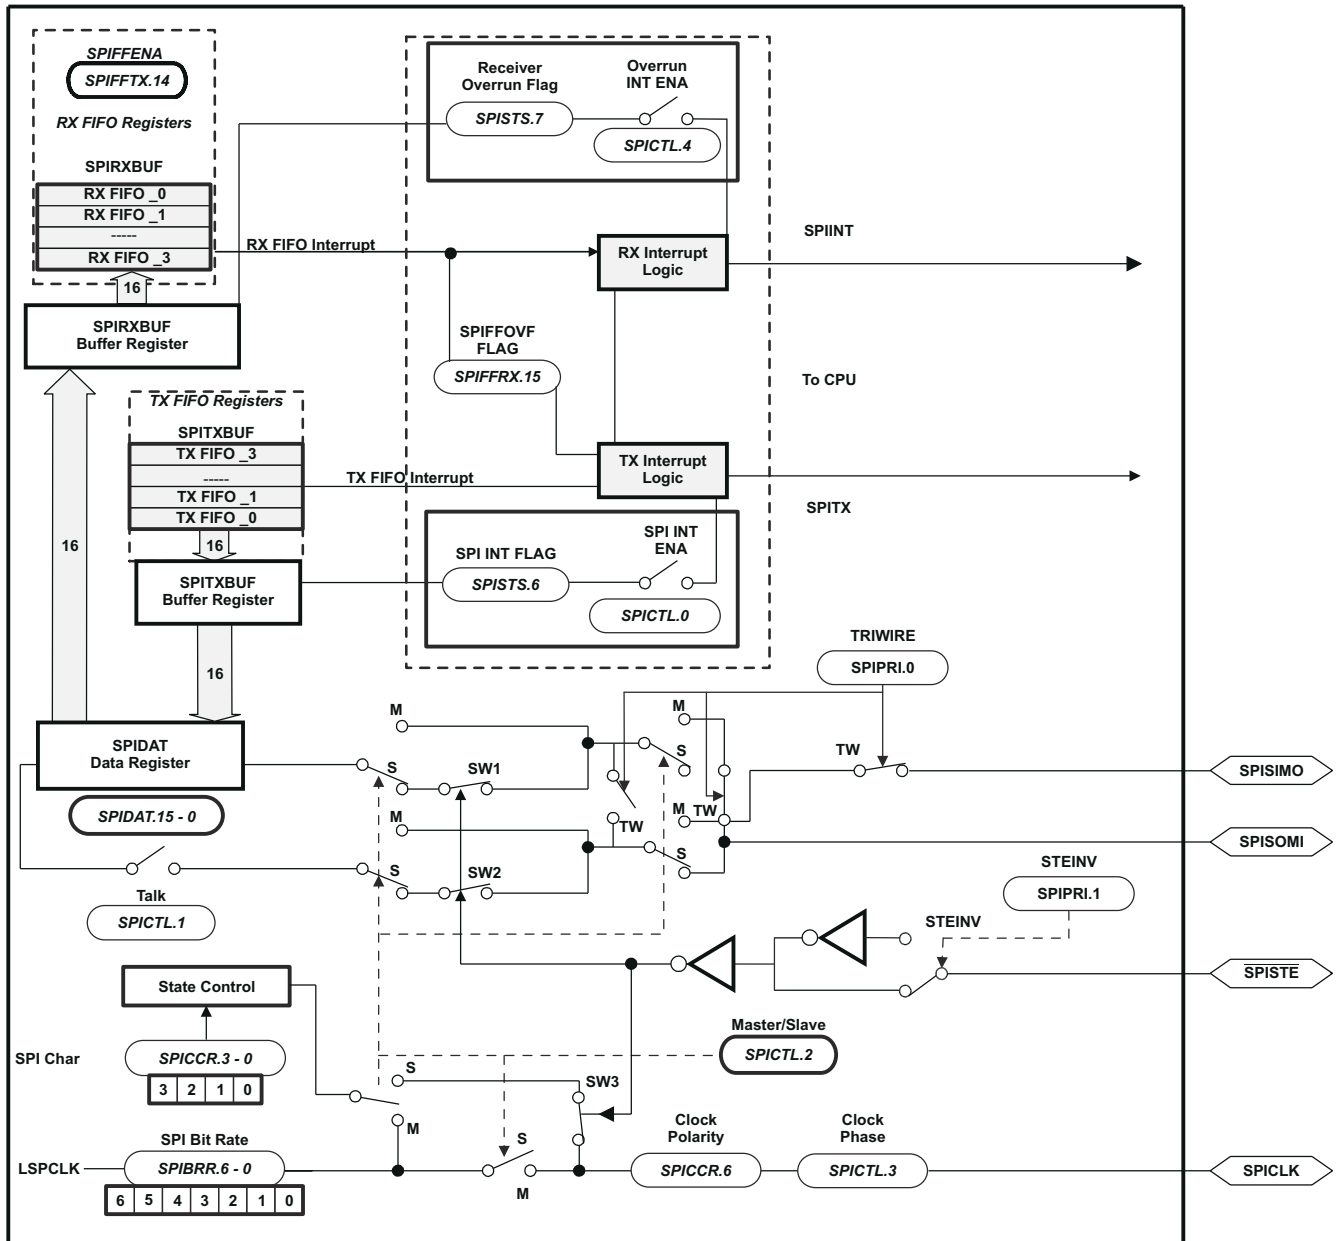 SPIFFENA
SPIFFTX.14
RX FIFO Registers
SPIRXBUF
RX FIFO _0
RX FIFO _1
-----
RX FIFO _3
16
SPIRXBUF
Buffer Register
Receiver
Overrun Flag
SPISTS.7
Overrun
INT ENA
SPICTL.4
RX FIFO Interrupt
RX Interrupt
Logic
SPIINT
SPIFFOVF
FLAG
SPIFFRX.15
To CPU
TX FIFO Registers
SPITXBUF
TX FIFO _3
-----
TX FIFO _1
TX FIFO _0
16
16
SPITXBUF
Buffer Register
16
TX FIFO Interrupt
TX Interrupt
Logic
SPITX
SPI INT FLAG
SPISTS.6
SPI INT
ENA
SPICTL.0
TRIWIRE
SPIPRI.0
SPIDAT
Data Register
SPIDAT.15 - 0
M
S
SW1
M
S
SW2
M
S
TW
M
TW
S
TW
SPISIMO
SPISOMI
Talk
SPICTL.1
STEINV
SPIPRI.1
STEINV
SPISTE
State Control
SPI Char
SPICCR.3 - 0
3 2 1 0
Master/Slave
SPICTL.2
S
M
SW3
S
M
SPI Bit Rate
LSPCLK
SPIBRR.6 - 0
6 5 4 3 2 1 0
Clock
Polarity
SPICCR.6
Clock
Phase
SPICTL.3
SPICLK